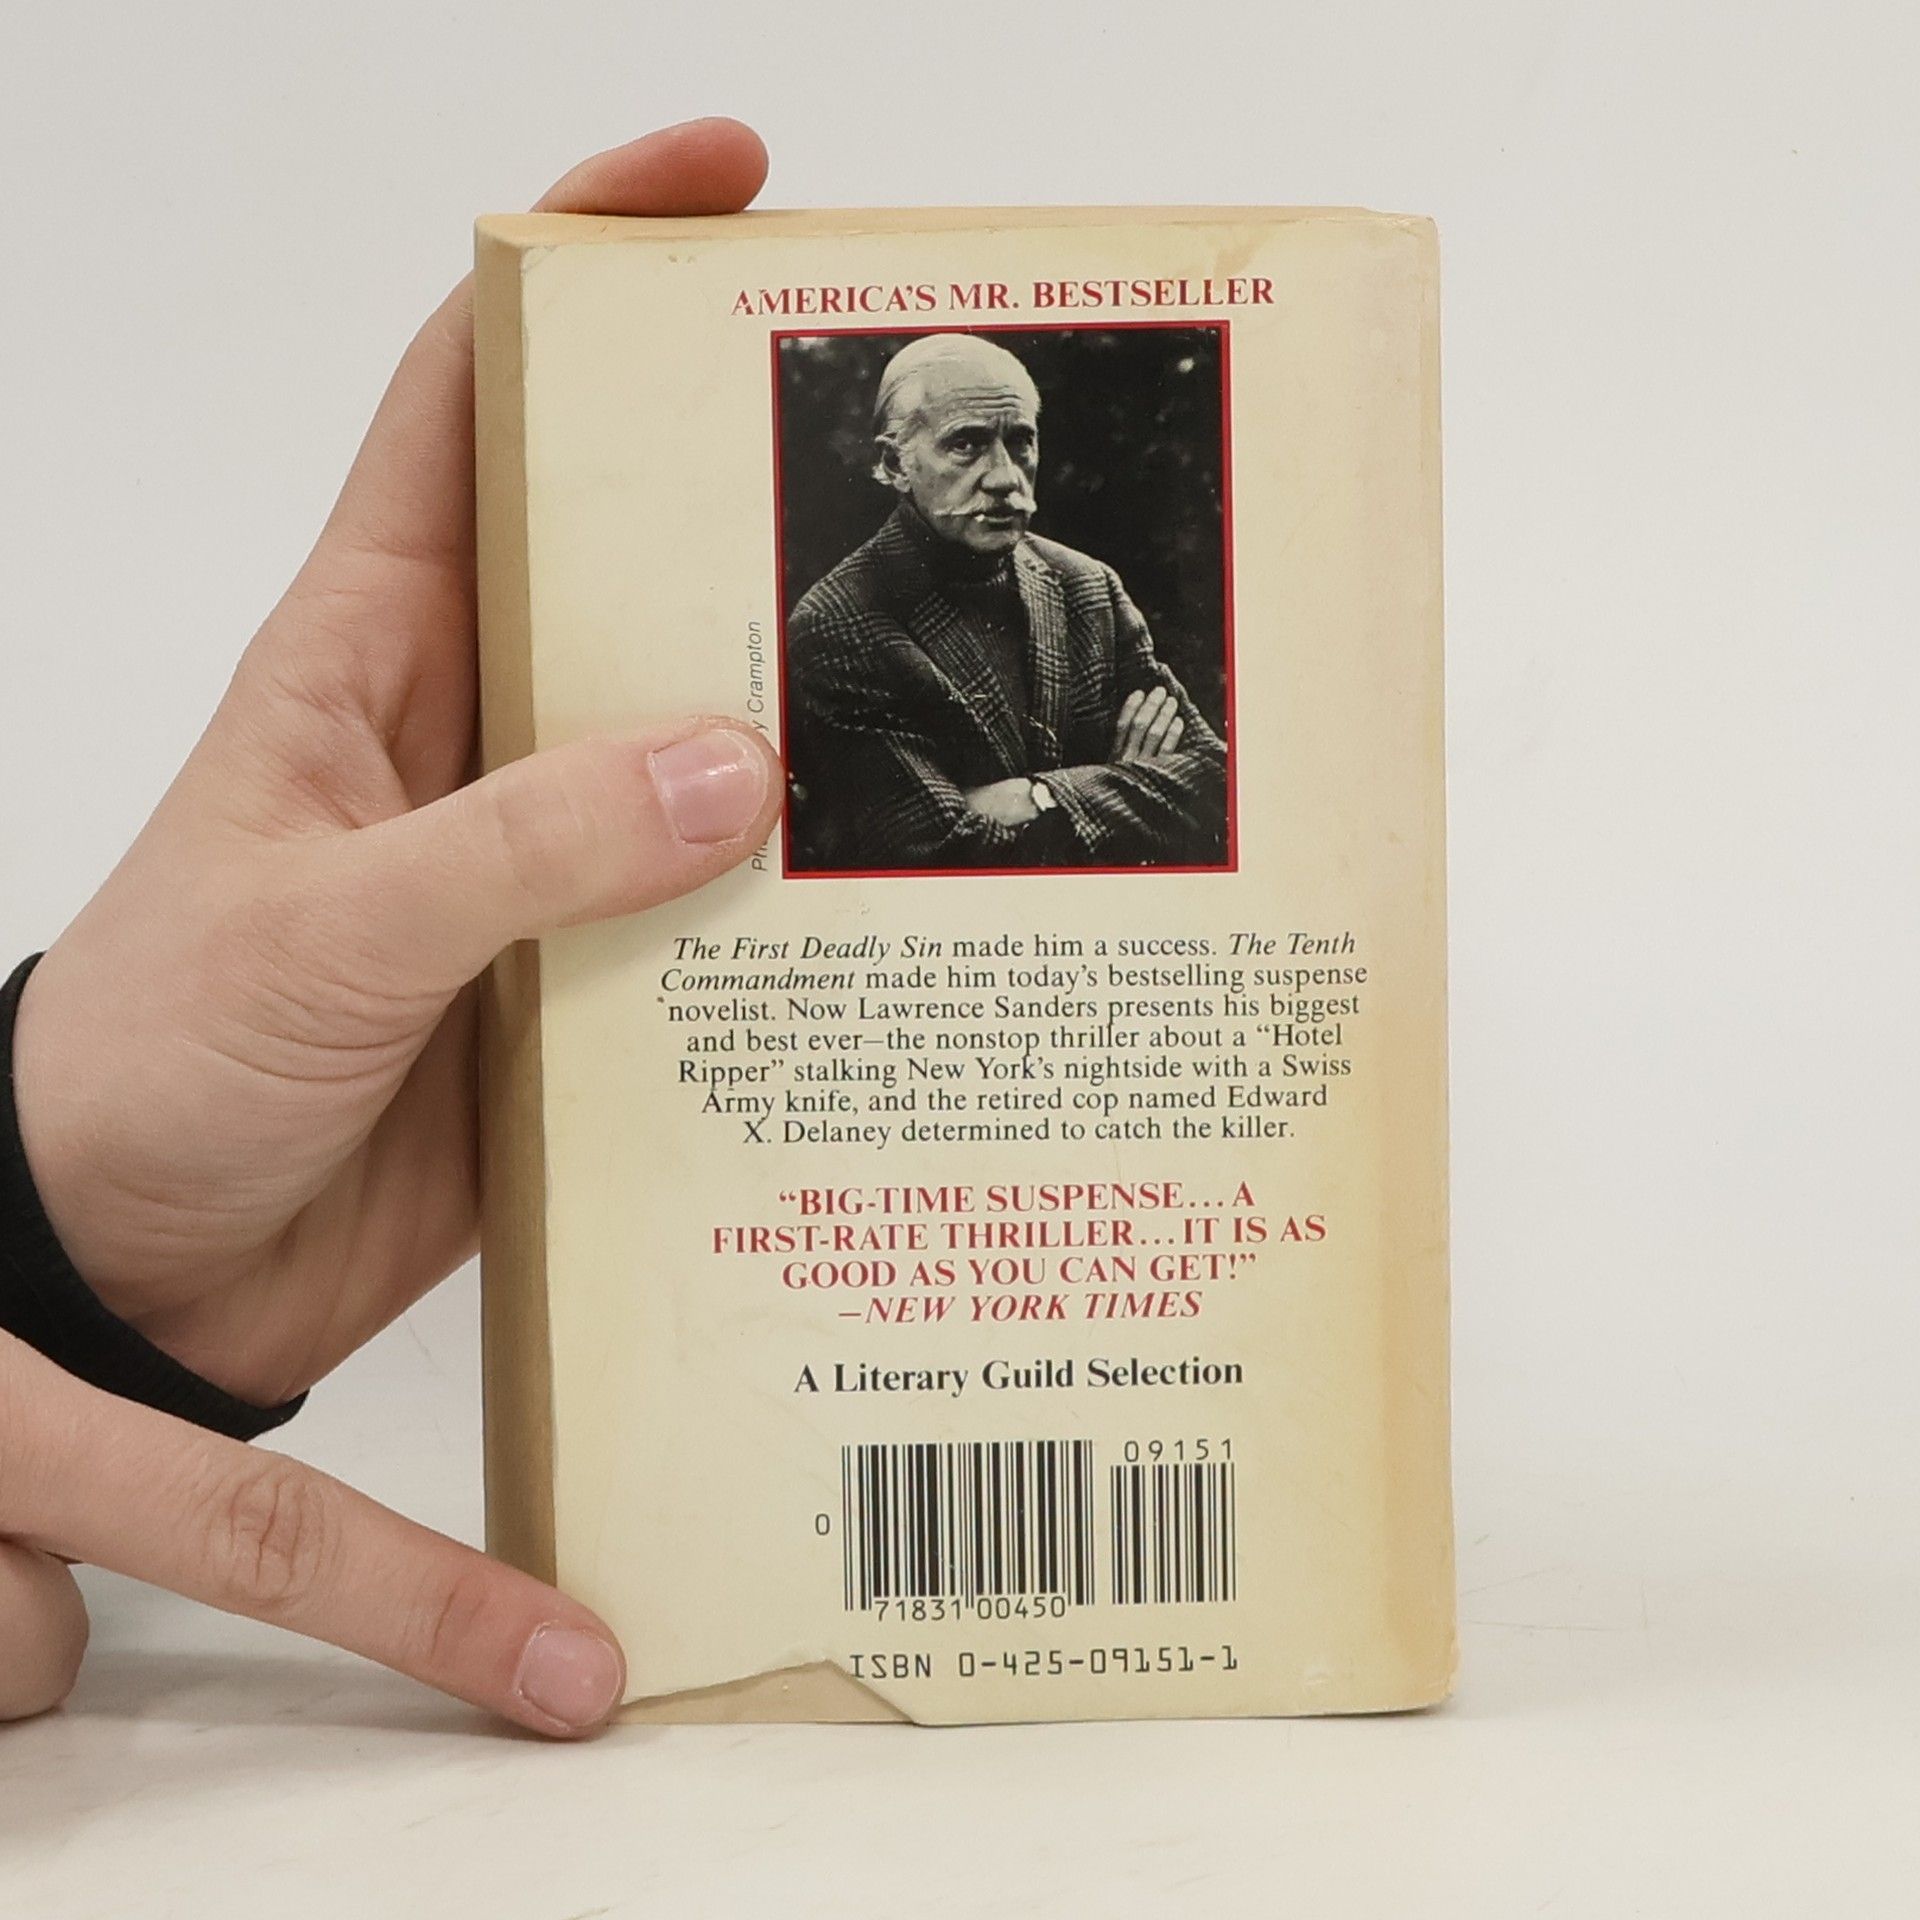 AMERICA'S MR. BESTSELLER
Crampton
The First Deadly Sin made him a success. The Tenth
Commandment made him today's bestselling suspense
novelist. Now Lawrence Sanders presents his biggest
and best ever—the nonstop thriller about a “Hotel
Ripper” stalking New York's nightside with a Swiss
Army knife, and the retired cop named Edward
X. Delaney determined to catch the killer.
“BIG-TIME SUSPENSE...A
FIRST-RATE THRILLER...IT IS AS
GOOD AS YOU CAN GET!”
—NEW YORK TIMES
A Literary Guild Selection
09151
0 71831 00450
ISBN 0-425-09151-1